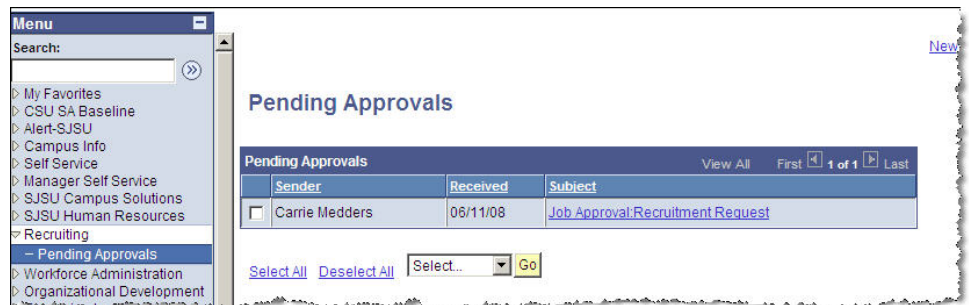 Menu
Search:
My Favorites
CSU SA Baseline
Alert-SJSU
Campus Info
Self Service
Manager Self Service
SJSU Campus Solutions
SJSU Human Resources
Recruiting
– Pending Approvals
Workforce Administration
Organizational Development
New
Pending Approvals
Pending Approvals View All First 1 of 1 Last
Sender Received Subject
Carrie Medders 06/11/08 Job Approval:Recruitment Request
Select All Deselect All Select... Go